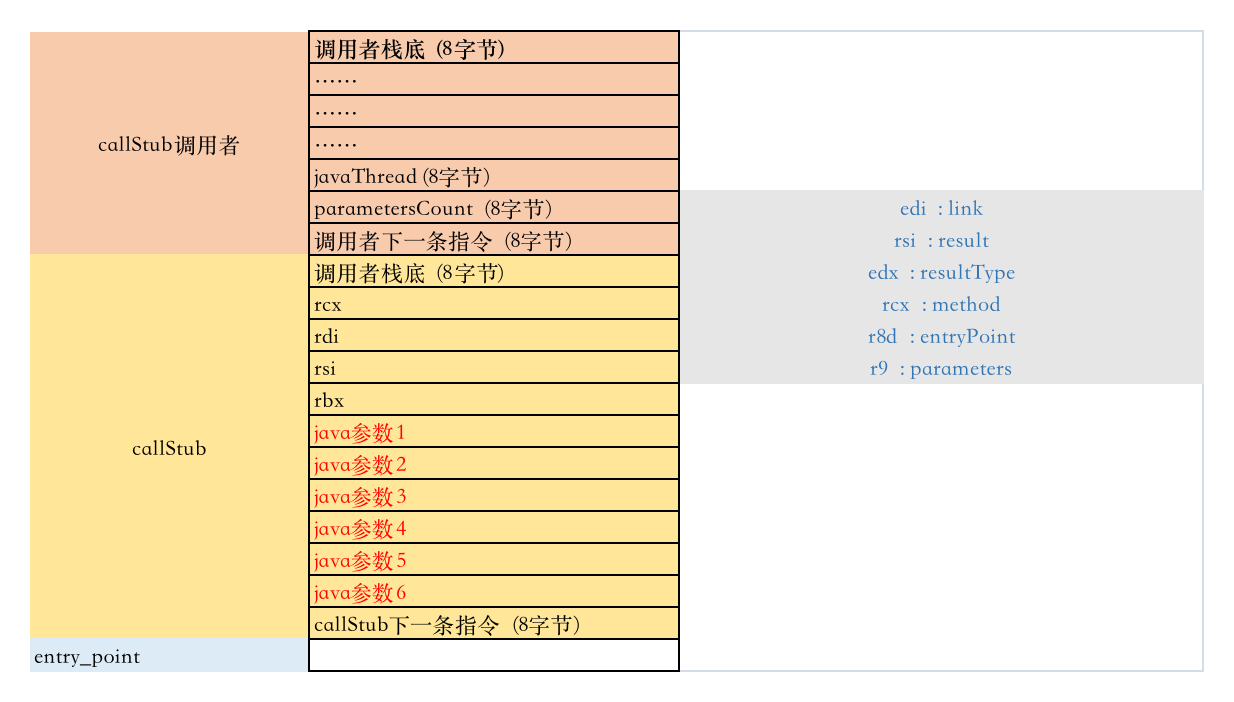 调用者栈底（8字节）
……
……
……
callStub调用者
javaThread（8字节）
parametersCount（8字节）
edi ：link
调用者下一条指令（8字节）
rsi ：result
调用者栈底（8字节）
edx ：resultType
rcx
rcx ：method
rdi
r8d ：entryPoint
rsi
r9 ：parameters
rbx
java参数1
callStub
java参数2
java参数3
java参数4
java参数5
java参数6
callStub下一条指令（8字节）
entry_point